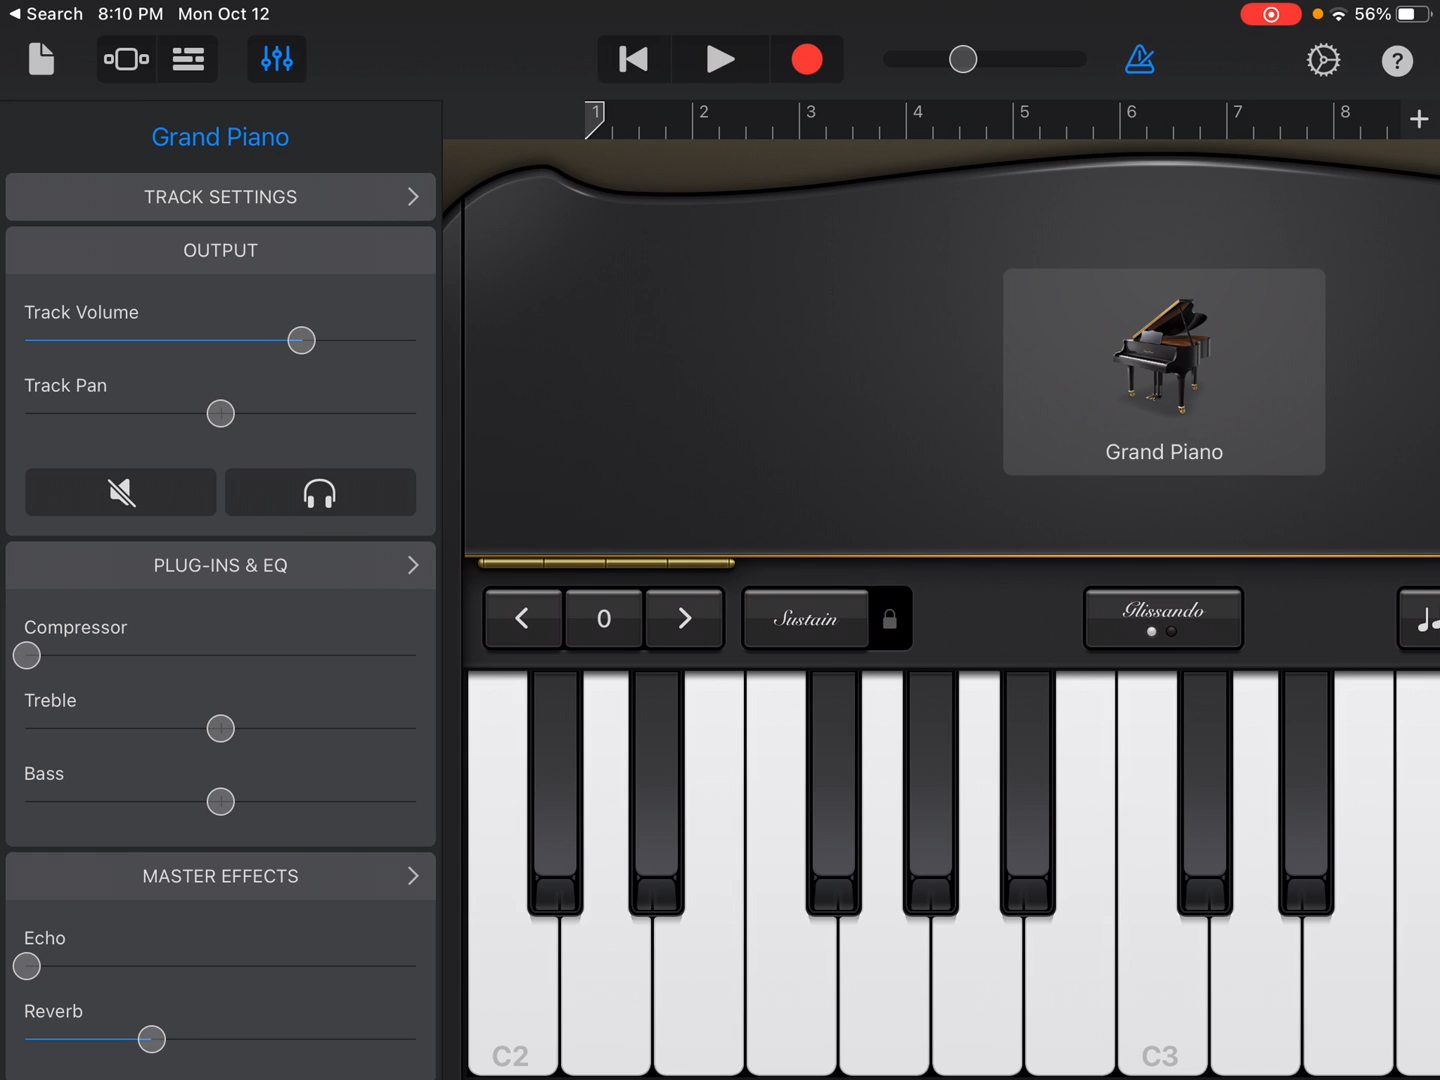 Search 8:10 PM Mon Oct 12 56%
?
1 2 3 4 5 6 7 8 +
Grand Piano
TRACK SETTINGS
OUTPUT
Track Volume
Track Pan
Grand Piano
PLUG-INS & EQ
Compressor
Treble
Bass
0 Sustain Glissando
MASTER EFFECTS
Echo
Reverb
C2 C3